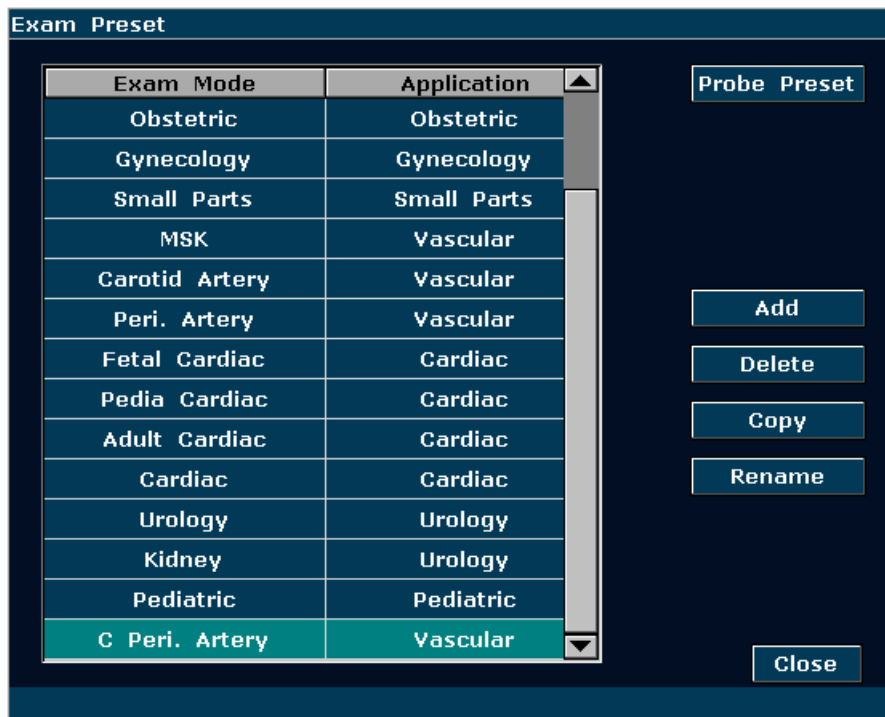 Exam Preset
Exam Mode Application
Probe Preset
Obstetric Obstetric
Gynecology Gynecology
Small Parts Small Parts
MSK Vascular
Carotid Artery Vascular
Peri. Artery Vascular
Add
Fetal Cardiac Cardiac
Delete
Pedia Cardiac Cardiac
Copy
Adult Cardiac Cardiac
Cardiac Cardiac
Rename
Urology Urology
Kidney Urology
Pediatric Pediatric
C Peri. Artery Vascular
Close